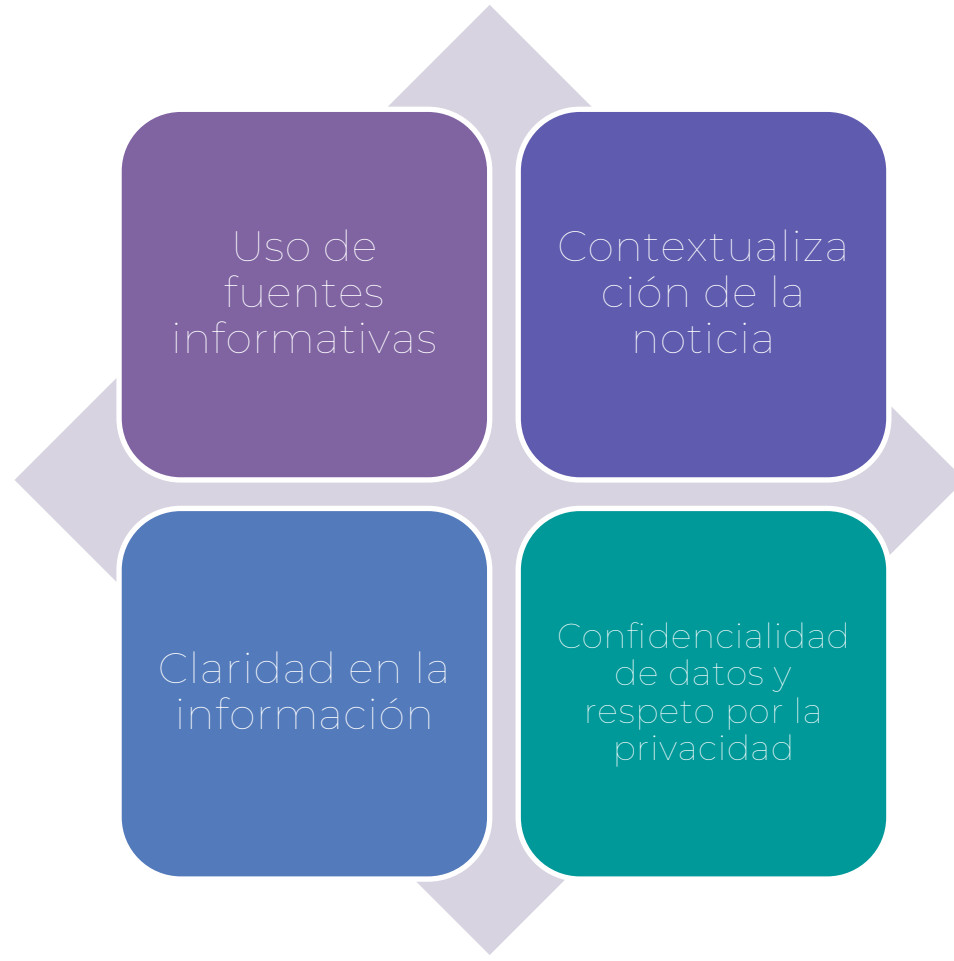 Uso de
fuentes
informativas
Contextualiza
ción de la
noticia
Claridad en la
información
Confidencialidad
de datos y
respeto por la
privacidad